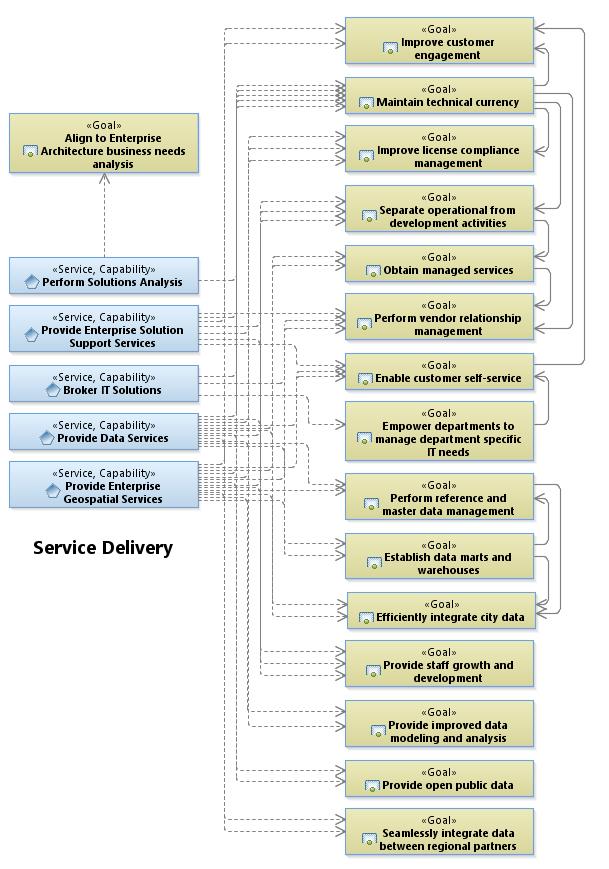 «Goal»
Align to Enterprise
Architecture business needs
analysis
«Service, Capability»
Perform Solutions Analysis
«Service, Capability»
Provide Enterprise Solution
Support Services
«Service, Capability»
Broker IT Solutions
«Service, Capability»
Provide Data Services
«Service, Capability»
Provide Enterprise
Geospatial Services
Service Delivery
«Goal»
Improve customer
engagement
«Goal»
Maintain technical currency
«Goal»
Improve license compliance
management
«Goal»
Separate operational from
development activities
«Goal»
Obtain managed services
«Goal»
Perform vendor relationship
management
«Goal»
Enable customer self-service
«Goal»
Empower departments to
manage department specific
IT needs
«Goal»
Perform reference and
master data management
«Goal»
Establish data marts and
warehouses
«Goal»
Efficiently integrate city data
«Goal»
Provide staff growth and
development
«Goal»
Provide improved data
modeling and analysis
«Goal»
Provide open public data
«Goal»
Seamlessly integrate data
between regional partners